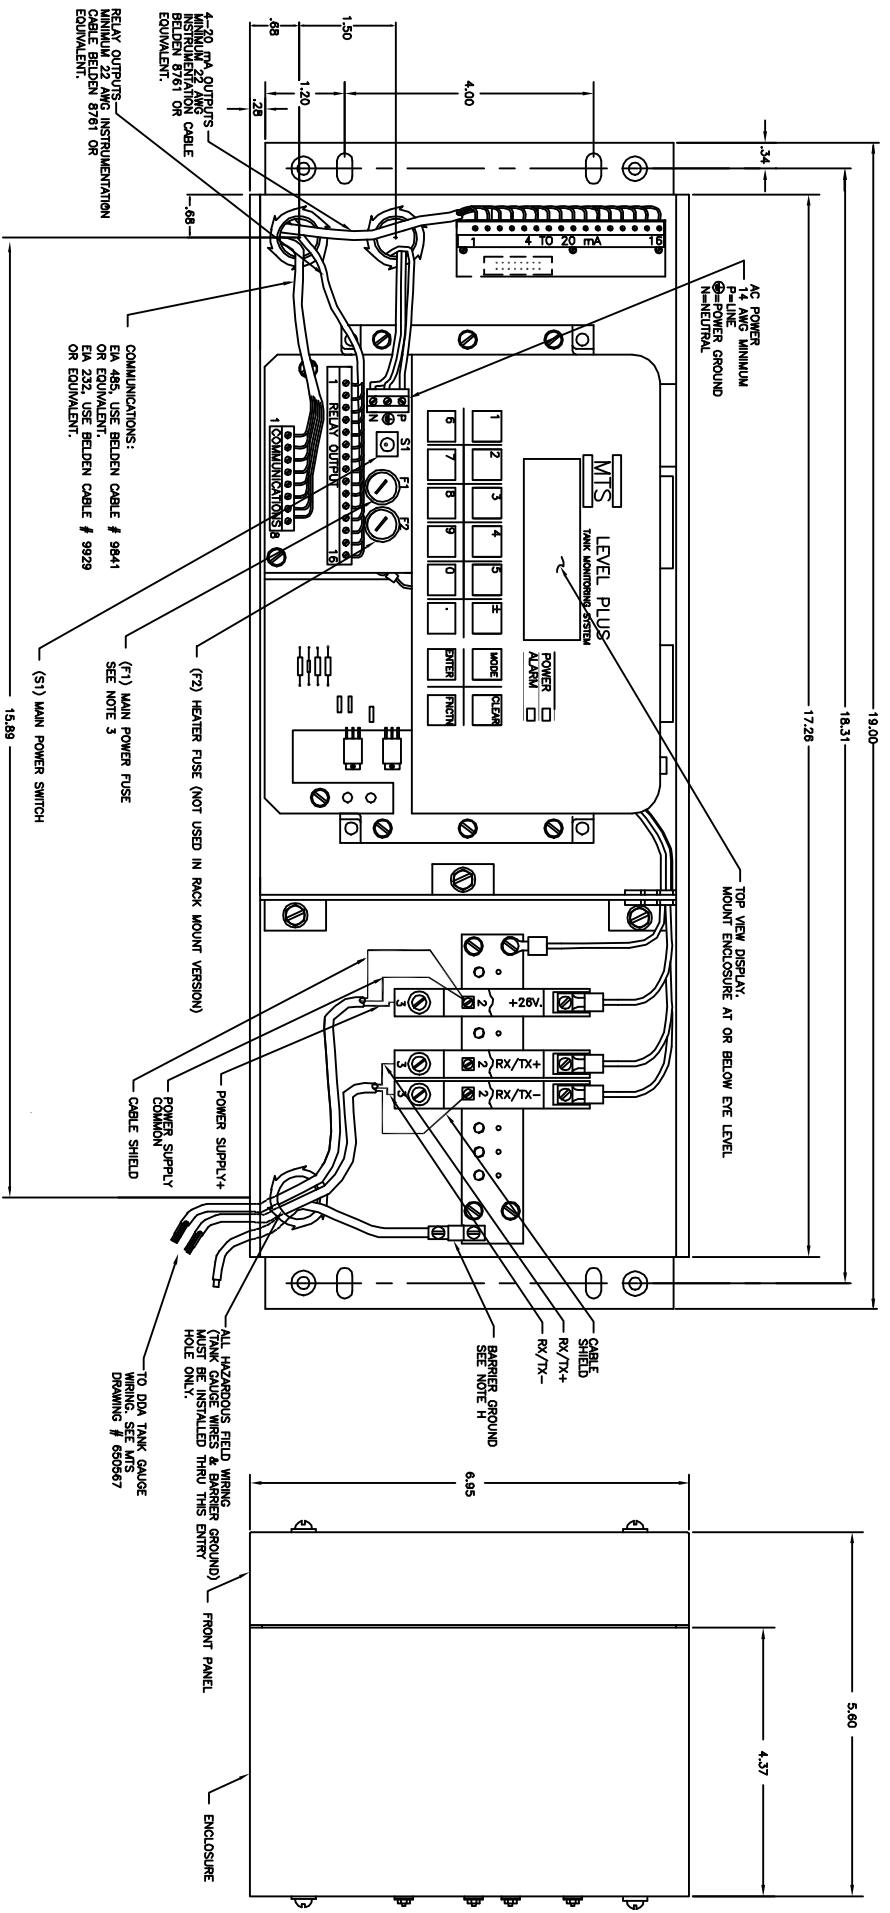 19.00
18.31
17.26
.34
4.00
1.20
.28
1.50
.68
.68
15.89
TOP VIEW DISPLAY.
MOUNT ENCLOSURE AT OR BELOW EYE LEVEL
AC POWER
14 AWG MINIMUM
P=LINE
=POWER GROUND
N=NEUTRAL
4-20 mA OUTPUTS
MINIMUM 22 AWG
INSTRUMENTATION CABLE
BELDEN 8761 OR
EQUIVALENT.
RELAY OUTPUTS
MINIMUM 22 AWG INSTRUMENTATION
CABLE BELDEN 8761 OR
EQUIVALENT.
COMMUNICATIONS:
EIA 485, USE BELDEN CABLE # 9841
OR EQUIVALENT.
EIA 232, USE BELDEN CABLE # 9929
OR EQUIVALENT.
1 4 TO 20 mA 16
MTS
LEVEL PLUS
TANK MONITORING SYSTEM
POWER
ALARM
1 2 3 4 5 ± MODE CLEAR
6 7 8 9 0 . ENTER FNCTN
N P
S1
F1
F2
1 RELAY OUTPUT 16
1 COMMUNICATIONS 8
(F2) HEATER FUSE (NOT USED IN RACK MOUNT VERSION)
(F1) MAIN POWER FUSE
SEE NOTE 3
(S1) MAIN POWER SWITCH
+26V.
2
3
RX/TX+
2
3
RX/TX-
2
3
POWER SUPPLY+
POWER SUPPLY
COMMON
CABLE SHIELD
CABLE
SHIELD
RX/TX+
RX/TX-
BARRIER GROUND
SEE NOTE H
ALL HAZARDOUS FIELD WIRING
(TANK GAUGE WIRES & BARRIER GROUND)
MUST BE INSTALLED THRU THIS ENTRY
HOLE ONLY.
TO DDA TANK GAUGE
WIRING. SEE MTS
DRAWING # 650567
5.60
4.37
6.95
FRONT PANEL
ENCLOSURE